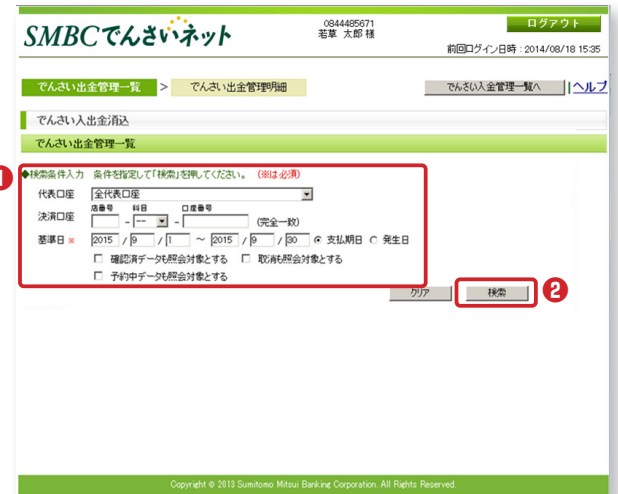 SMBCでんさいネット
0844485671
若草 太郎 様
ログアウト
前回ログイン日時：2014/08/18 15:35
でんさい出金管理一覧 > でんさい出金管理明細
でんさい入金管理一覧へ |ヘルプ
でんさい入出金消込
でんさい出金管理一覧
1
◆検索条件入力 条件を指定して「検索」を押してください。 (※は必須)
代表口座 全代表口座
店番号 科目 口座番号
決済口座 - -- - (完全一致)
基準日 ※ 2015 / 9 / 1 ～ 2015 / 9 / 30 支払期日 発生日
確認済データも照会対象とする 取消も照会対象とする
予約中データも照会対象とする
クリア 検索 2
Copyright © 2013 Sumitomo Mitsui Banking Corporation. All Rights Reserved.